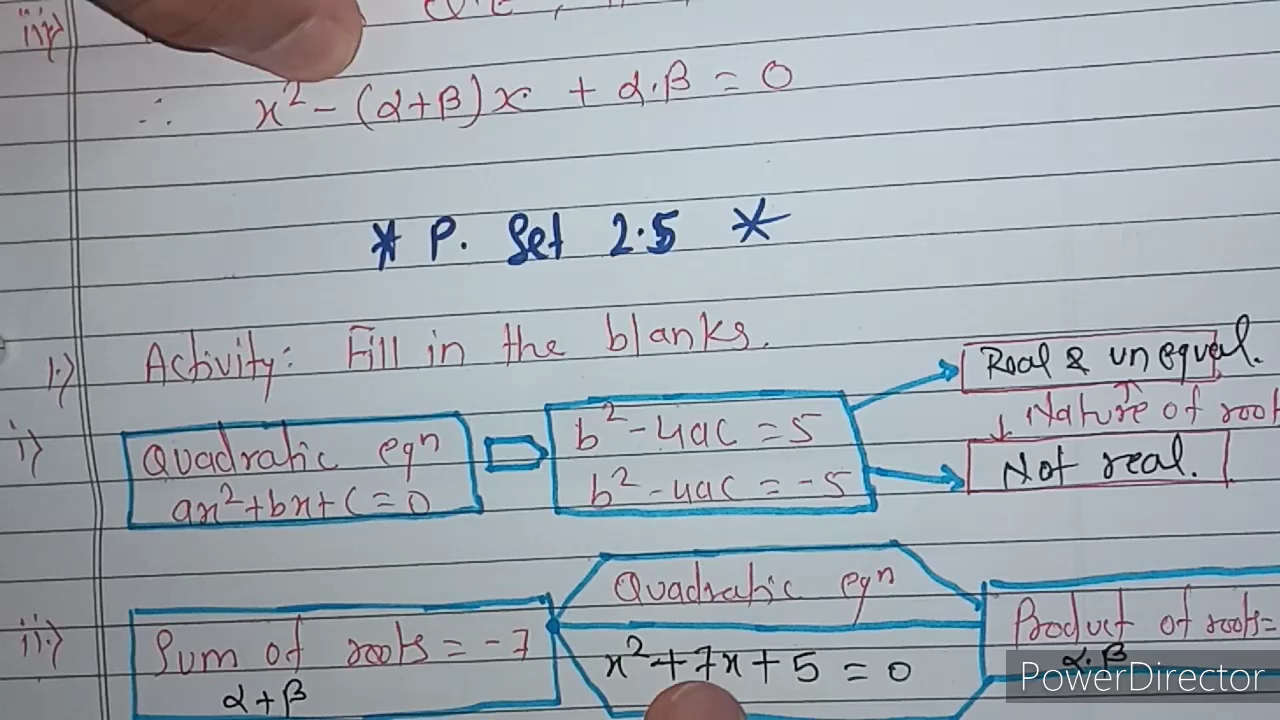 iii)
∴ x² - (α+β)x + α.β = 0
* P. Set 2.5 *
1.) Activity: Fill in the blanks.
Real & unequal.
i) Quadratic eqn b² - 4ac = 5 ↓ Nature of roots
ax² + bx + c = 0 b² - 4ac = -5 Not real.
Quadratic eqn
ii.) Sum of roots = -7 x² + 7x + 5 = 0 Product of roots =
α+β α.β
PowerDirector